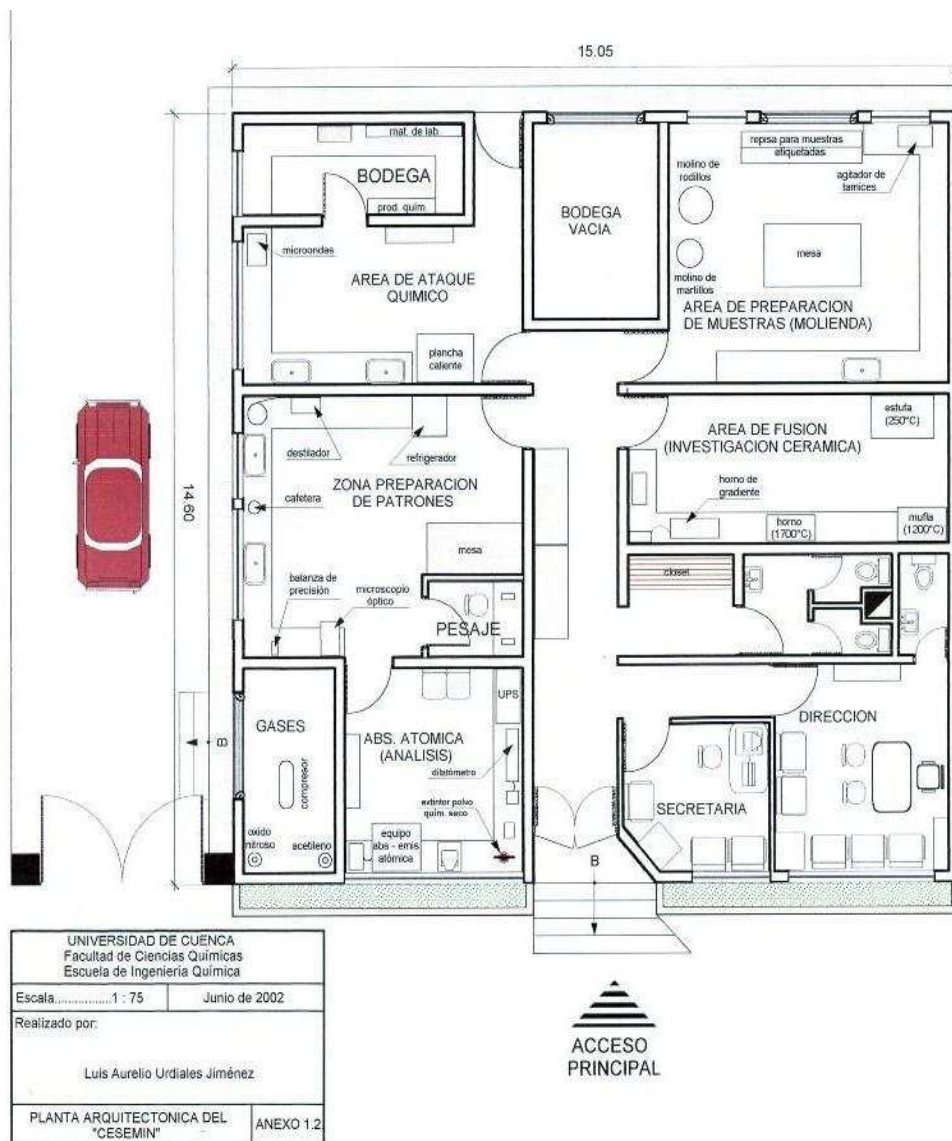 15.05
14.60
mat. de lab
BODEGA
prod. quim.
microondas
AREA DE ATAQUE
QUIMICO
plancha
caliente
BODEGA
VACIA
repisa para muestras
etiquetadas
molino de
rodillos
agitador de
tamices
mesa
molino de
martillos
AREA DE PREPARACION
DE MUESTRAS (MOLIENDA)
destilador
refrigerador
cafetera
ZONA PREPARACION
DE PATRONES
mesa
balanza de
precisión
microscopio
óptico
PESAJE
AREA DE FUSION
(INVESTIGACION CERAMICA)
estufa
(250°C)
horno de
gradiente
horno
(1700°C)
mufla
(1200°C)
closet
GASES
compresor
oxido
nitroso
acetileno
ABS. ATOMICA
(ANALISIS)
UPS
dilatómetro
extintor polvo
quim. seco
equipo
abs - emis
atómica
SECRETARIA
DIRECCION
B
B
ACCESO
PRINCIPAL
UNIVERSIDAD DE CUENCA
Facultad de Ciencias Químicas
Escuela de Ingenieria Química
Escala.................1 : 75
Junio de 2002
Realizado por:
Luis Aurelio Urdiales Jiménez
PLANTA ARQUITECTONICA DEL
"CESEMIN"
ANEXO 1.2